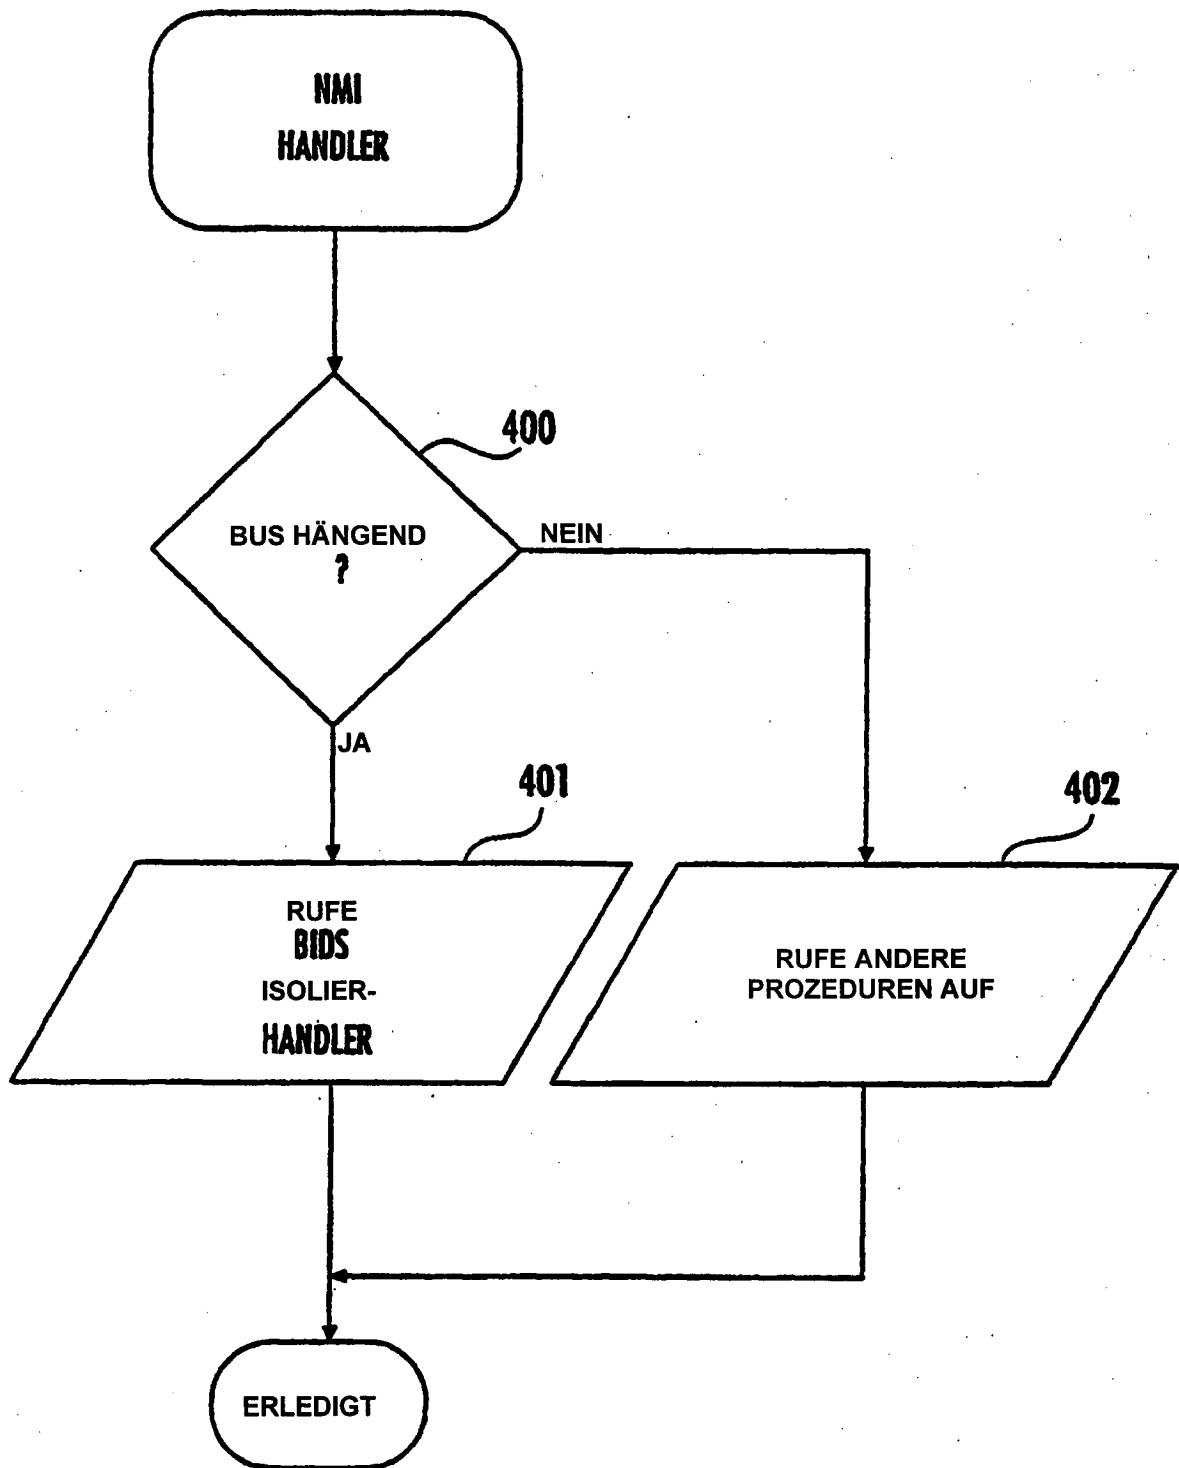 NMI
HANDLER
400
BUS HÄNGEND
?
NEIN
JA
401
402
RUFE
BIDS
ISOLIER-
HANDLER
RUFE ANDERE
PROZEDUREN AUF
ERLEDIGT